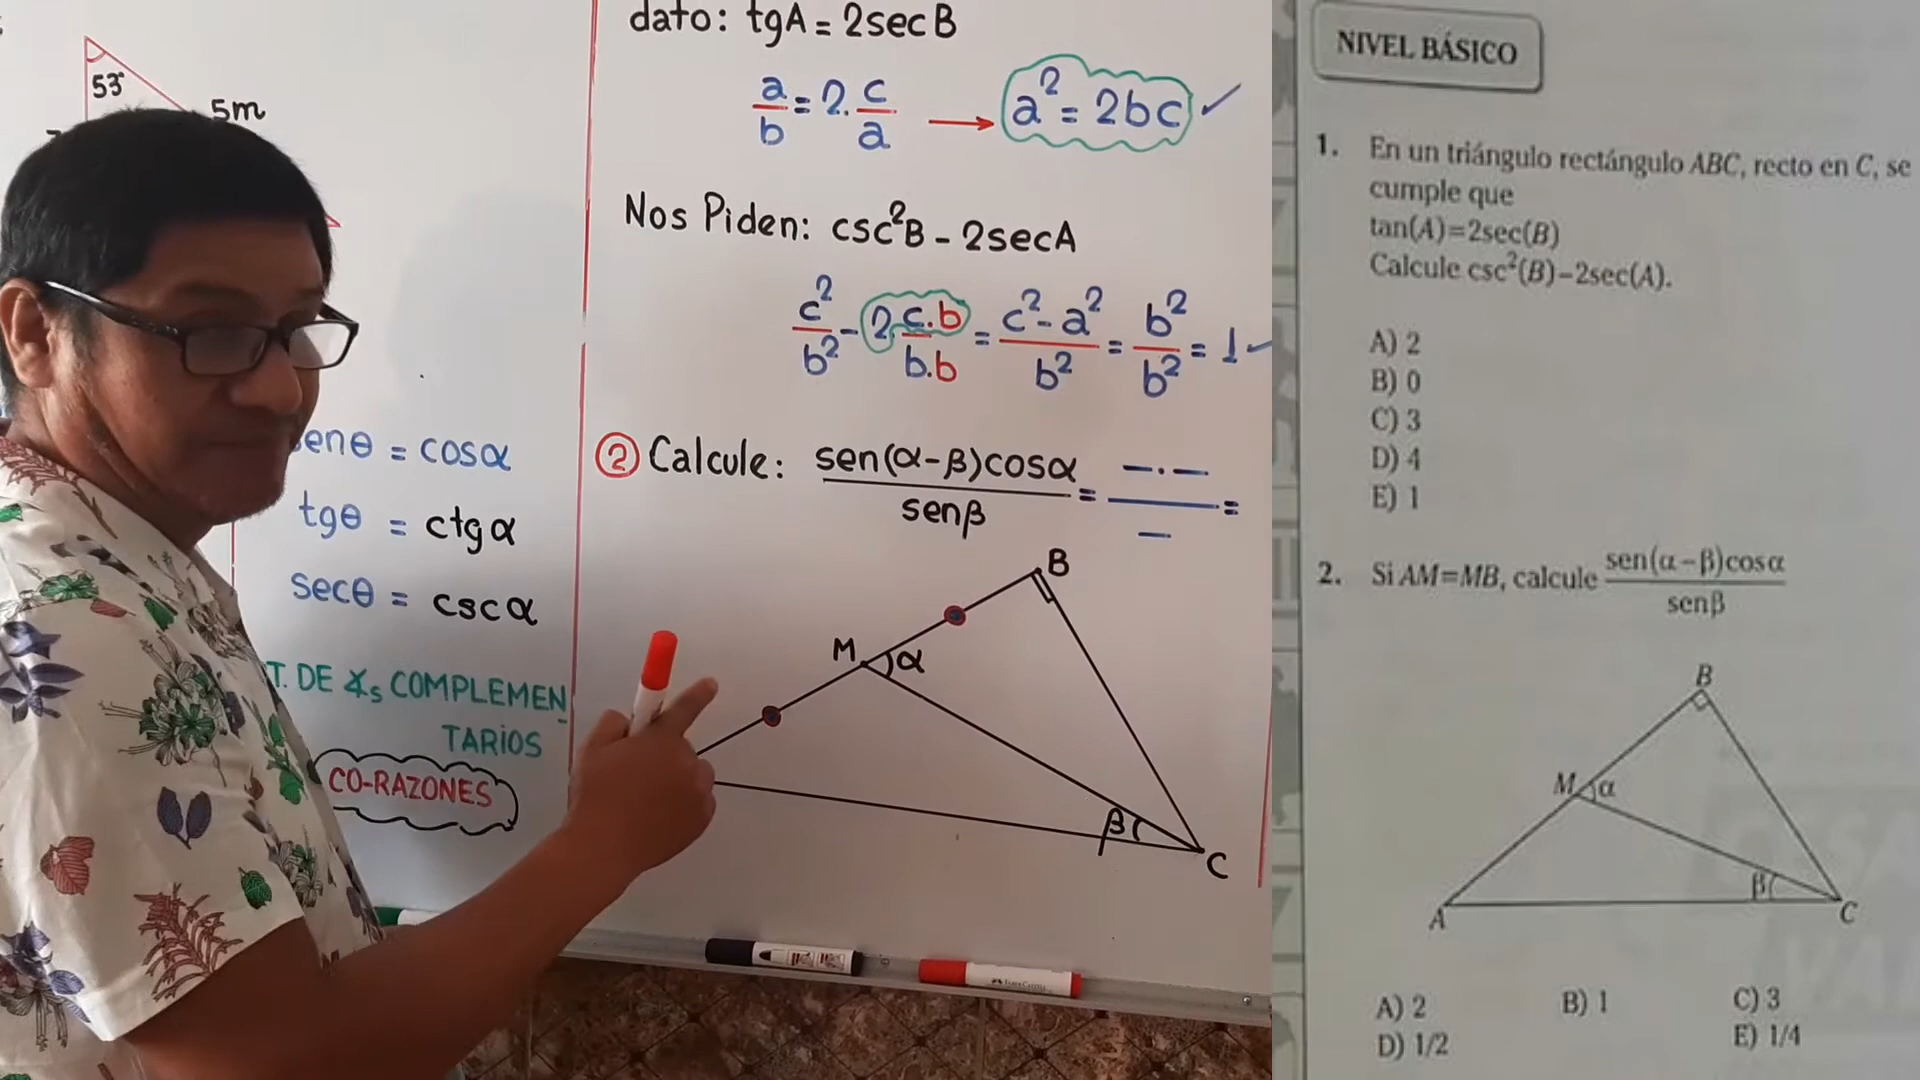 53°
5m
senθ = cosα
tgθ = ctgα
secθ = cscα
T. DE ∡s COMPLEMEN
TARIOS
CO-RAZONES
dato: tgA = 2secB
a/b = 2.c/a → a² = 2bc ✓
Nos Piden: csc²B - 2secA
c²/b² - 2.c.b/b.b = (c² - a²)/b² = b²/b² = 1 ✓
② Calcule: sen(α-β)cosα/senβ = —.—/— =
B
M α
β
C
NIVEL BÁSICO
1. En un triángulo rectángulo ABC, recto en C, se
cumple que
tan(A)=2sec(B)
Calcule csc²(B)–2sec(A).
A) 2
B) 0
C) 3
D) 4
E) 1
2. Si AM=MB, calcule sen(α–β)cosα/senβ
B
M α
β
A C
A) 2 B) 1 C) 3
D) 1/2 E) 1/4